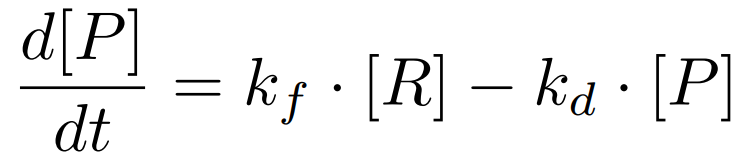 d[P]/dt = k_f · [R] − k_d · [P]